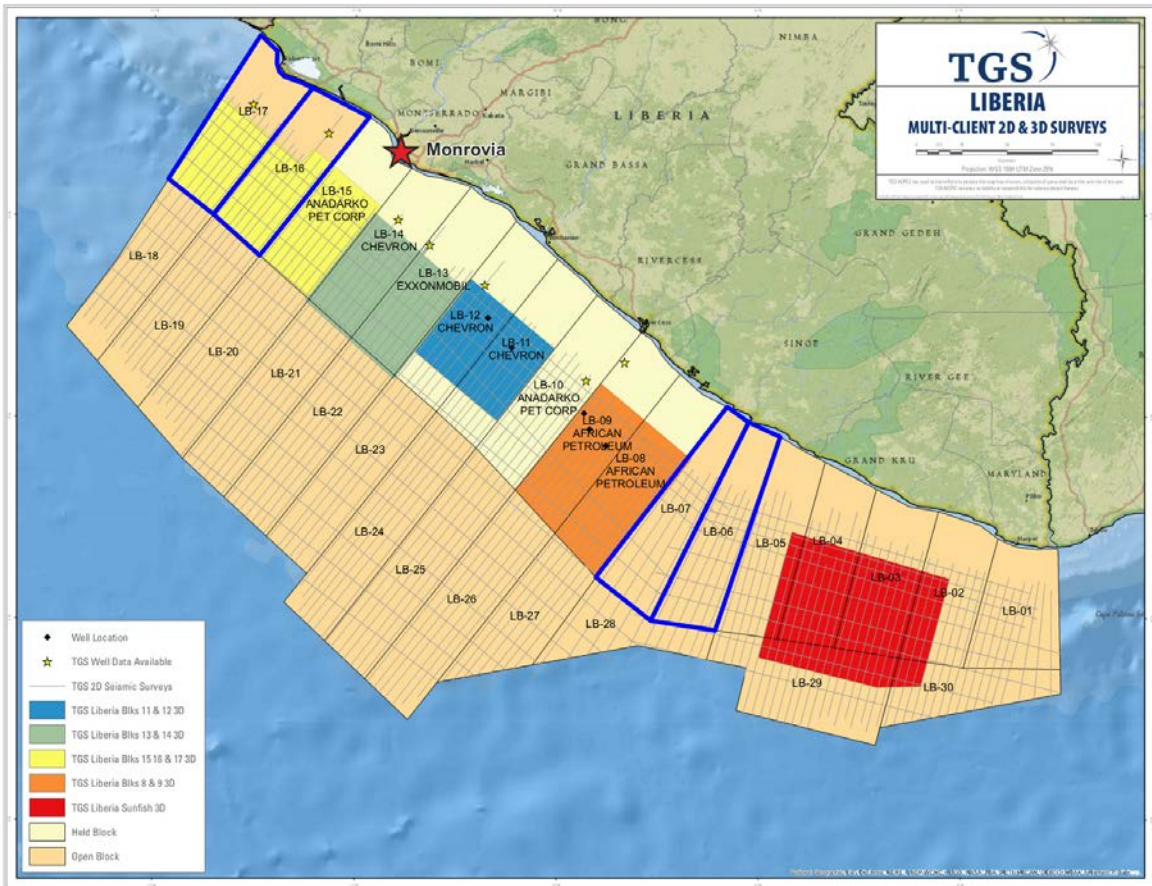 TGS
LIBERIA
MULTI-CLIENT 2D & 3D SURVEYS
BONG
NIMBA
BOMI
MARGIBI
MONTSERRADO
LIBERIA
Monrovia
GRAND BASSA
GRAND GEDEH
RIVERCESS
SINOE
RIVER GEE
GRAND KRU
MARYLAND
LB-17
LB-16
LB-15
ANADARKO
PET CORP
LB-14
CHEVRON
LB-13
EXXONMOBIL
LB-12
CHEVRON
LB-11
CHEVRON
LB-10
ANADARKO
PET CORP
LB-09
AFRICAN
PETROLEUM
LB-08
AFRICAN
PETROLEUM
LB-07
LB-06
LB-05
LB-04
LB-03
LB-02
LB-01
LB-18
LB-19
LB-20
LB-21
LB-22
LB-23
LB-24
LB-25
LB-26
LB-27
LB-28
LB-29
LB-30
Well Location
TGS Well Data Available
TGS 2D Seismic Surveys
TGS Liberia Blks 11 & 12 3D
TGS Liberia Blks 13 & 14 3D
TGS Liberia Blks 15 16 & 17 3D
TGS Liberia Blks 8 & 9 3D
TGS Liberia Sunfish 3D
Held Block
Open Block